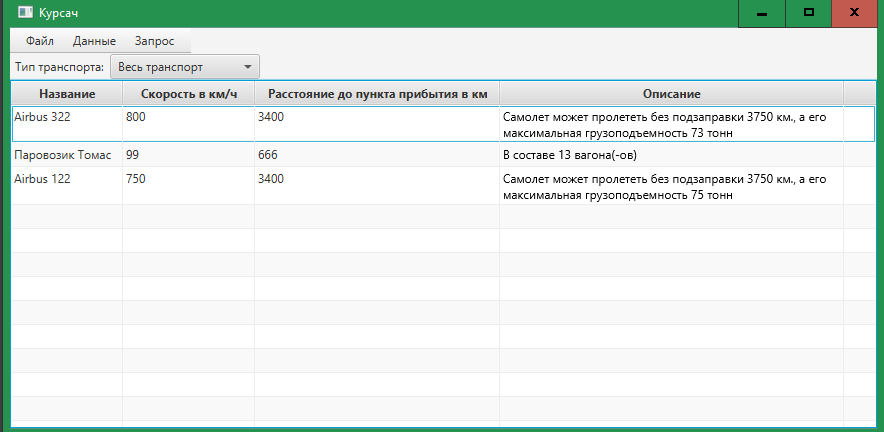 Курсач
Файл Данные Запрос
Тип транспорта: Весь транспорт
Название Скорость в км/ч Расстояние до пункта прибытия в км Описание
Airbus 322 800 3400 Самолет может пролететь без подзаправки 3750 км., а его
максимальная грузоподъемность 73 тонн
Паровозик Томас 99 666 В составе 13 вагона(-ов)
Airbus 122 750 3400 Самолет может пролететь без подзаправки 3750 км., а его
максимальная грузоподъемность 75 тонн